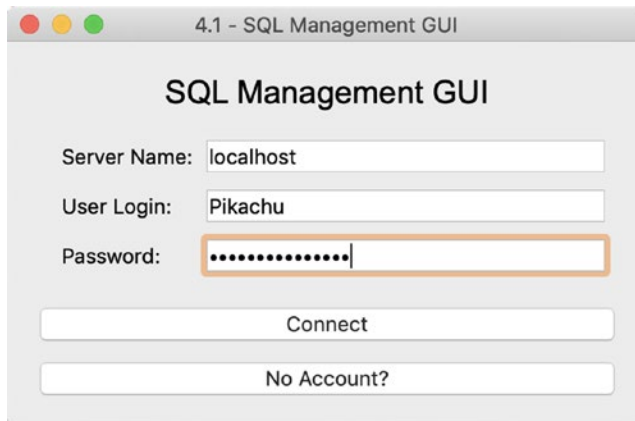 4.1 - SQL Management GUI
SQL Management GUI
Server Name: localhost
User Login: Pikachu
Password: •••••••••••••••
Connect
No Account?